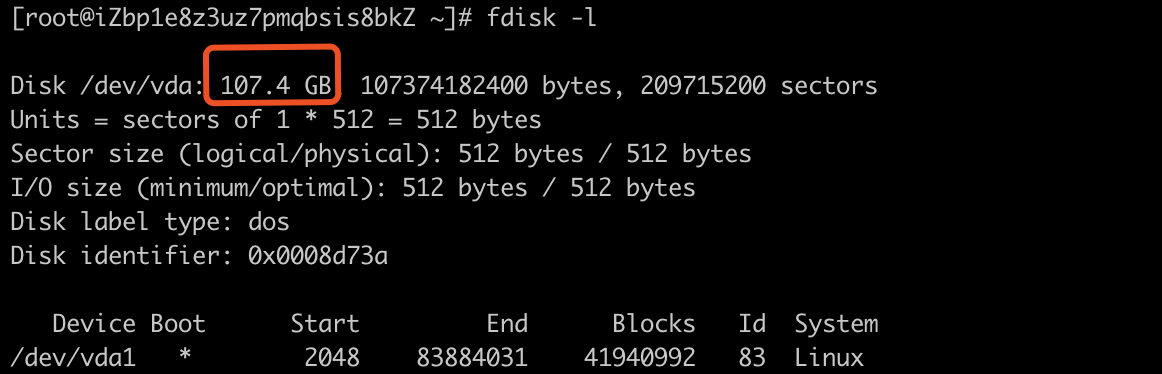 [root@iZbp1e8z3uz7pmqbsis8bkZ ~]# fdisk -l
Disk /dev/vda: 107.4 GB 107374182400 bytes, 209715200 sectors
Units = sectors of 1 * 512 = 512 bytes
Sector size (logical/physical): 512 bytes / 512 bytes
I/O size (minimum/optimal): 512 bytes / 512 bytes
Disk label type: dos
Disk identifier: 0x0008d73a
Device Boot Start End Blocks Id System
/dev/vda1 * 2048 83884031 41940992 83 Linux